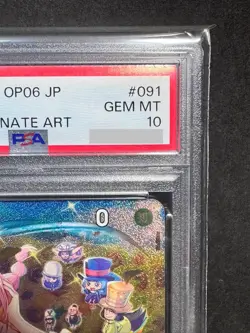 OP06 JP #091
GEM MT
NATE ART 10
PSA
0